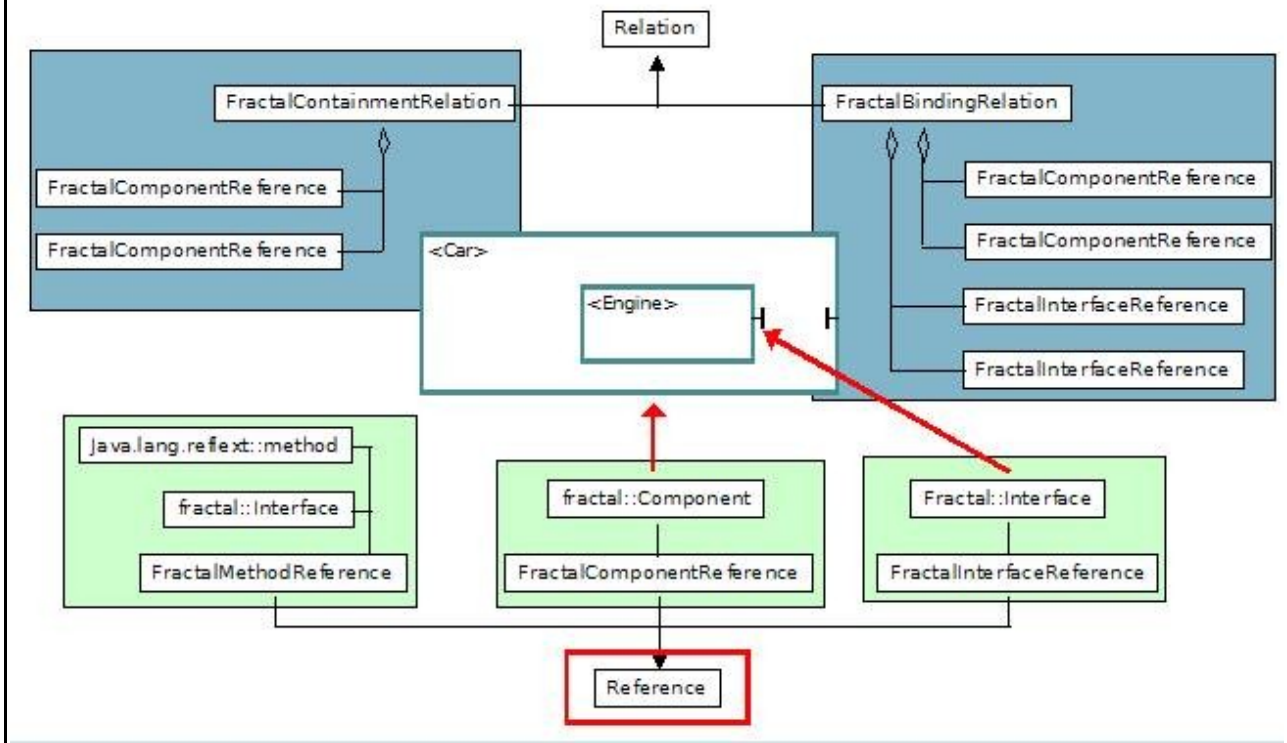 Relation
FractalContainmentRelation
FractalBindingRelation
FractalComponentReference
FractalComponentReference
FractalComponentReference
FractalComponentReference
<Car>
<Engine>
FractalInterfaceReference
FractalInterfaceReference
Java.lang.reflext::method
fractal::Interface
FractalMethodReference
fractal::Component
FractalComponentReference
Fractal::Interface
FractalInterfaceReference
Reference